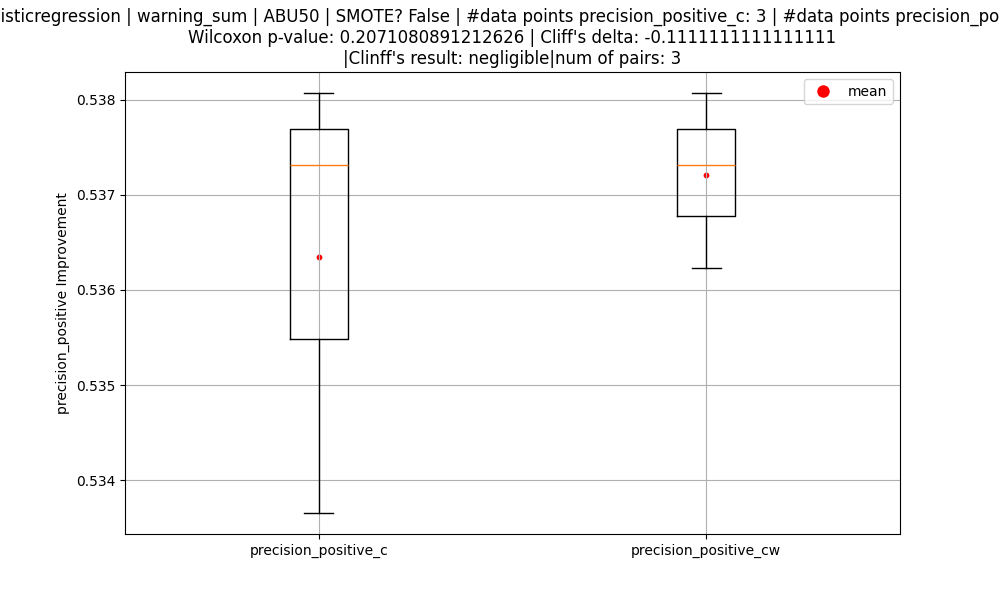 isticregression | warning_sum | ABU50 | SMOTE? False | #data points precision_positive_c: 3 | #data points precision_po
Wilcoxon p-value: 0.2071080891212626 | Cliff's delta: -0.1111111111111111
|Clinff's result: negligible|num of pairs: 3
mean
0.538
0.537
0.536
0.535
0.534
precision_positive Improvement
precision_positive_c
precision_positive_cw